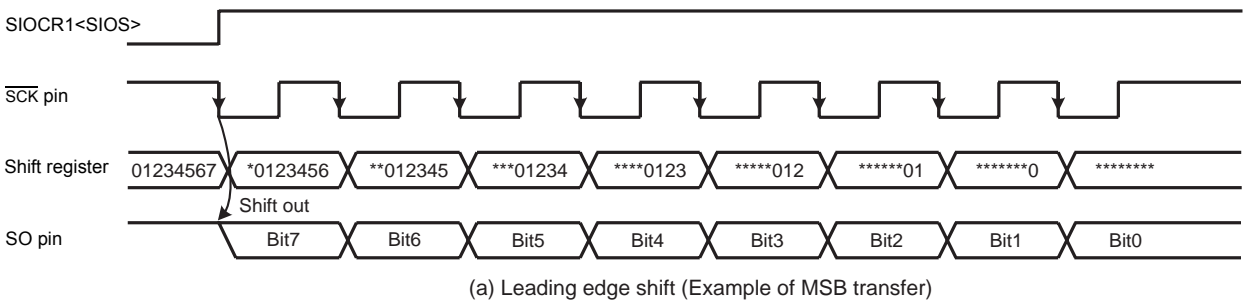 SIOCR1<SIOS>
SCK pin
Shift register 01234567 *0123456 **012345 ***01234 ****0123 *****012 ******01 *******0 ********
Shift out
SO pin Bit7 Bit6 Bit5 Bit4 Bit3 Bit2 Bit1 Bit0
(a) Leading edge shift (Example of MSB transfer)